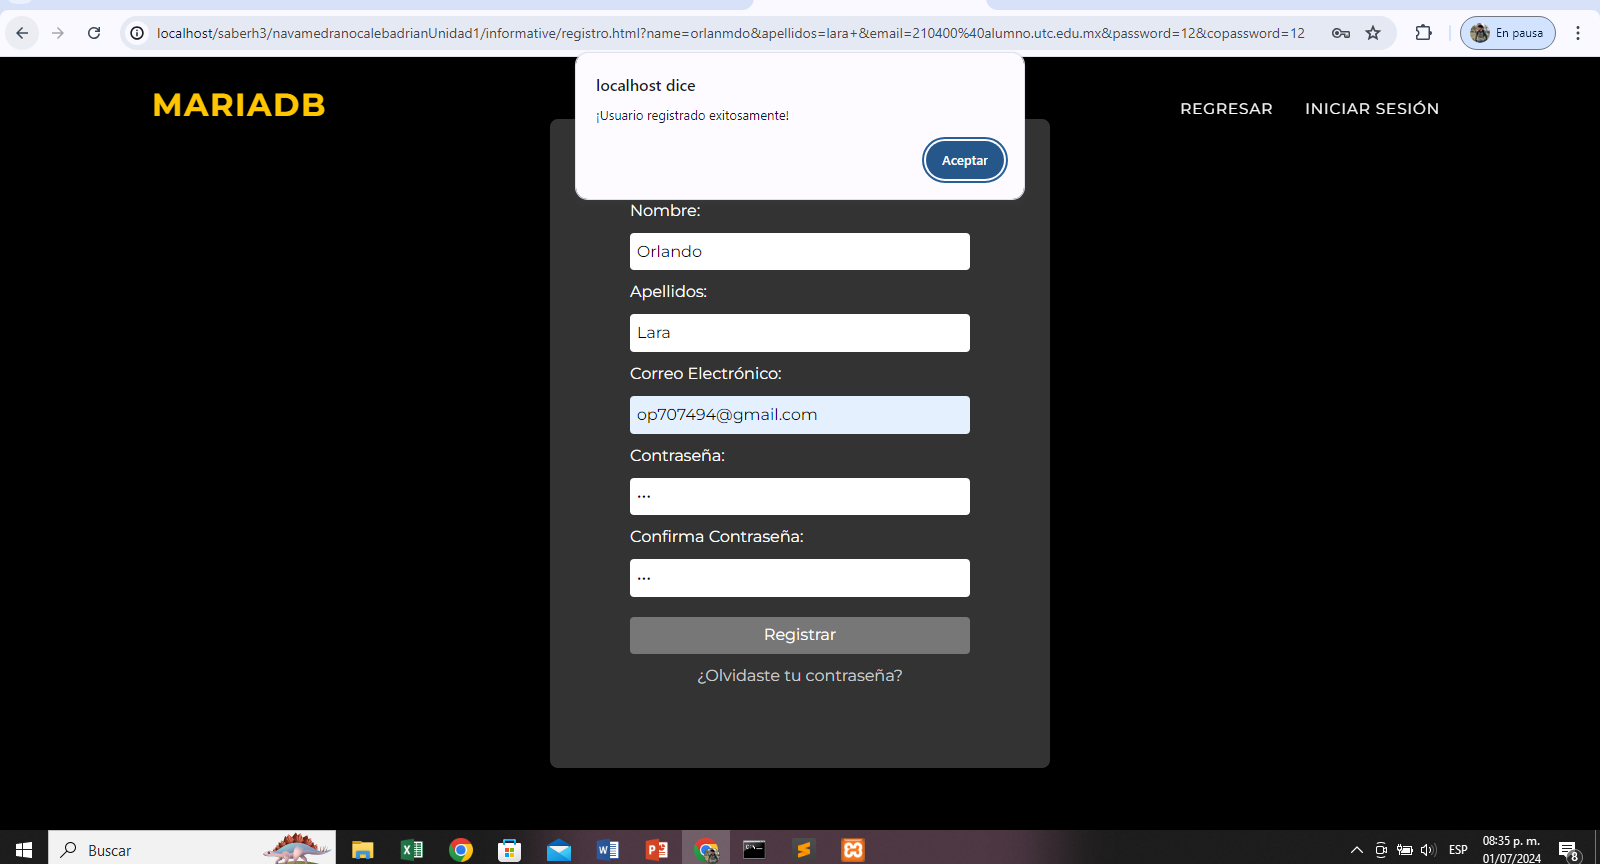 localhost/saberh3/navamedranocalebadrianUnidad1/informative/registro.html?name=orlanmdo&apellidos=lara+&email=210400%40alumno.utc.edu.mx&password=12&copassword=12
En pausa
localhost dice
¡Usuario registrado exitosamente!
Aceptar
MARIADB
REGRESAR
INICIAR SESIÓN
Nombre:
Orlando
Apellidos:
Lara
Correo Electrónico:
op707494@gmail.com
Contraseña:
Confirma Contraseña:
Registrar
¿Olvidaste tu contraseña?
Buscar
ESP
08:35 p. m.
01/07/2024
8